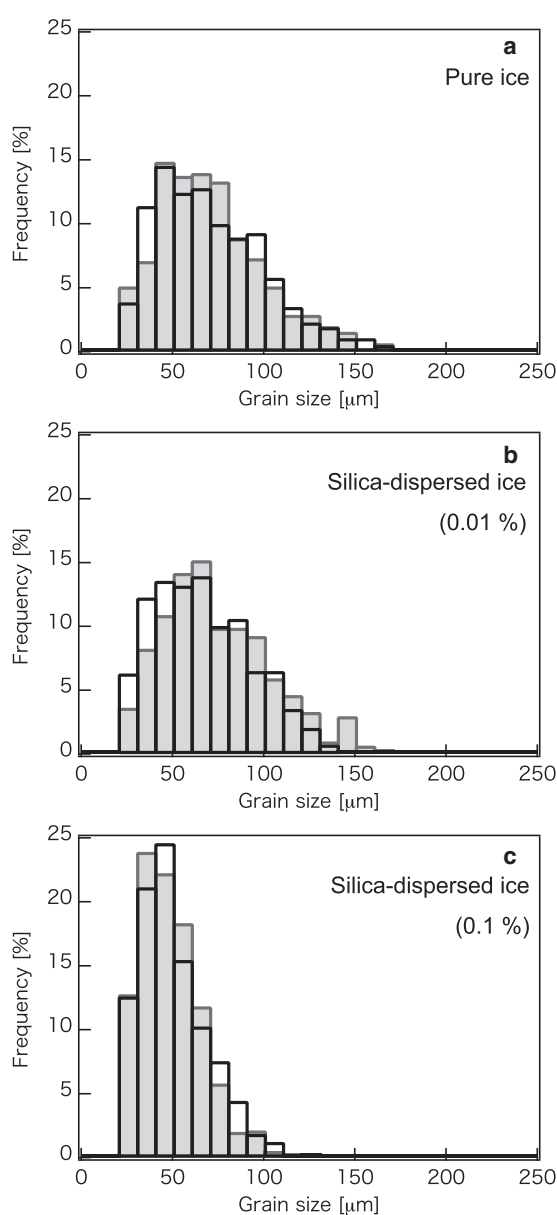 25
a
Pure ice
20
15
10
5
0
Frequency [%]
0 50 100 150 200 250
Grain size [μm]
25
b
Silica-dispersed ice
20
(0.01 %)
15
10
5
0
Frequency [%]
0 50 100 150 200 250
Grain size [μm]
25
c
Silica-dispersed ice
20
(0.1 %)
15
10
5
0
Frequency [%]
0 50 100 150 200 250
Grain size [μm]